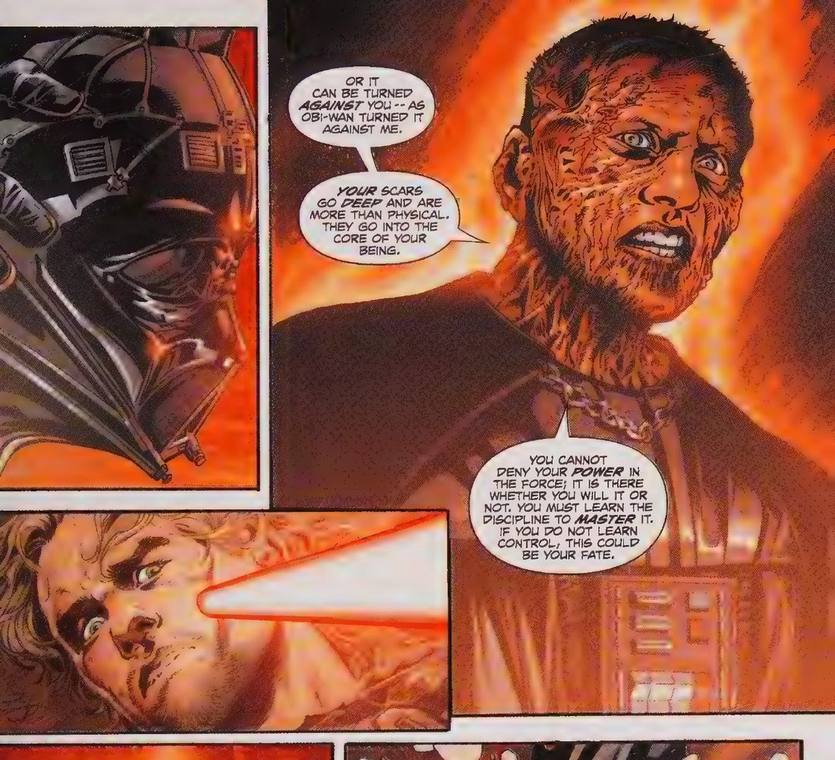 OR IT
CAN BE TURNED
AGAINST YOU -- AS
OBI-WAN TURNED IT
AGAINST ME.
YOUR SCARS
GO DEEP AND ARE
MORE THAN PHYSICAL.
THEY GO INTO THE
CORE OF YOUR
BEING.
YOU CANNOT
DENY YOUR POWER IN
THE FORCE; IT IS THERE
WHETHER YOU WILL IT OR
NOT. YOU MUST LEARN THE
DISCIPLINE TO MASTER IT.
IF YOU DO NOT LEARN
CONTROL, THIS COULD
BE YOUR FATE.